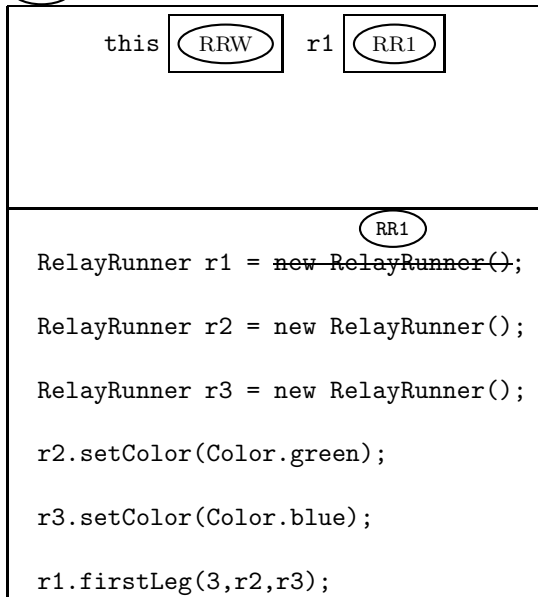 this RRW r1 RR1
RR1
RelayRunner r1 = new RelayRunner();
RelayRunner r2 = new RelayRunner();
RelayRunner r3 = new RelayRunner();
r2.setColor(Color.green);
r3.setColor(Color.blue);
r1.firstLeg(3,r2,r3);